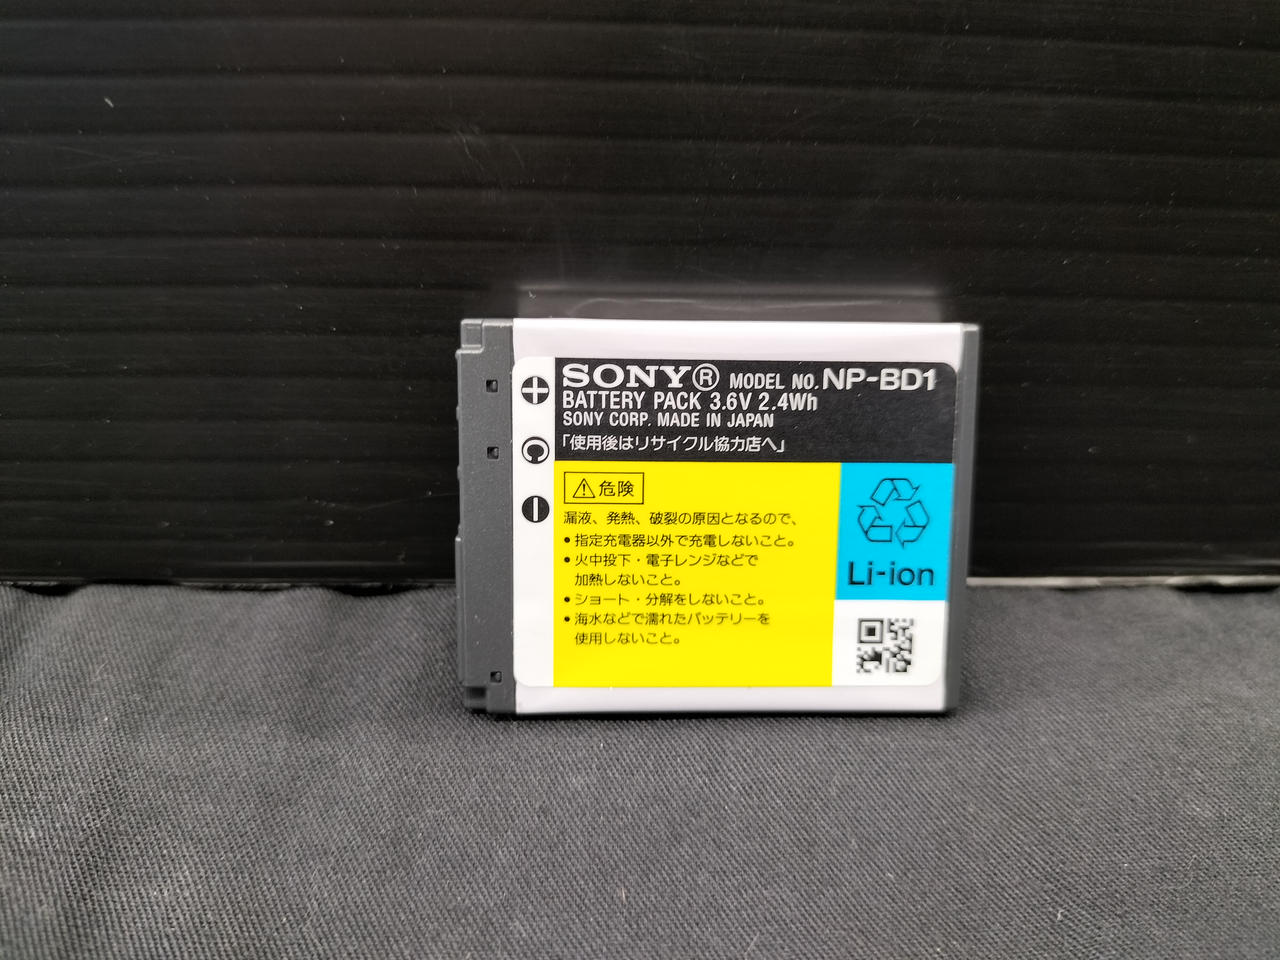 SONY® MODEL NO. NP-BD1
BATTERY PACK 3.6V 2.4Wh
SONY CORP. MADE IN JAPAN
「使用後はリサイクル協力店へ」
+
C
−
⚠危険
漏液、発熱、破裂の原因となるので、
•指定充電器以外で充電しないこと。
•火中投下・電子レンジなどで
加熱しないこと。
•ショート・分解をしないこと。
•海水などで濡れたバッテリーを
使用しないこと。
Li-ion